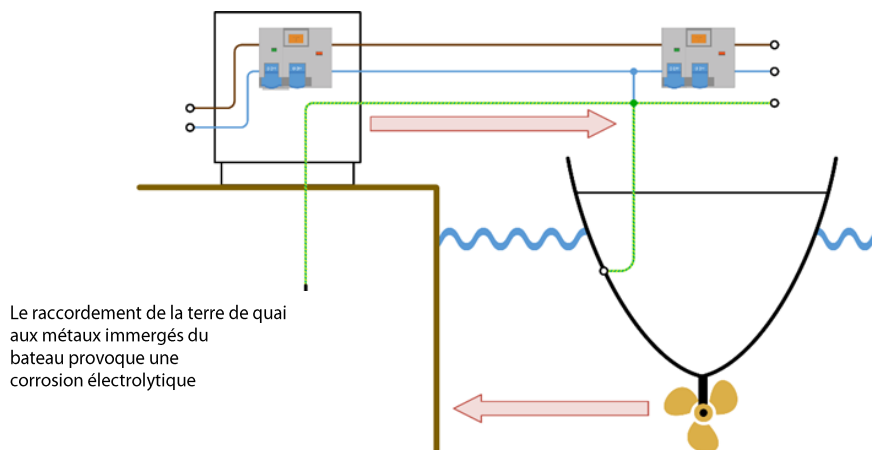 Le raccordement de la terre de quai
aux métaux immergés du
bateau provoque une
corrosion électrolytique